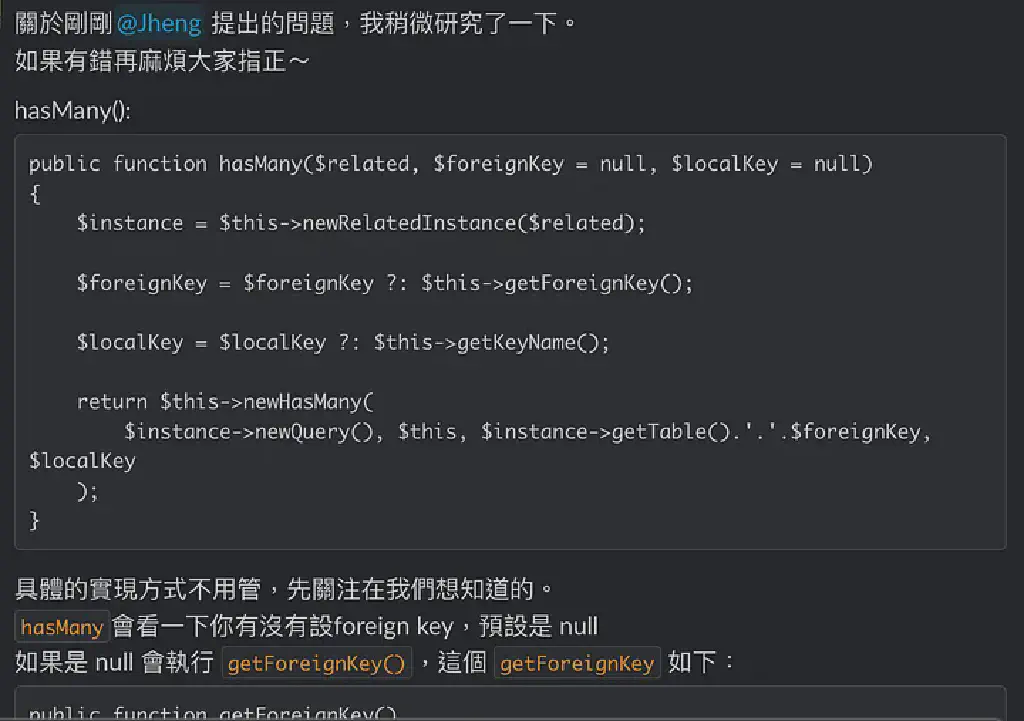 關於剛剛 @Jheng 提出的問題，我稍微研究了一下。
如果有錯再麻煩大家指正～
hasMany():
public function hasMany($related, $foreignKey = null, $localKey = null)
{
    $instance = $this->newRelatedInstance($related);
    $foreignKey = $foreignKey ?: $this->getForeignKey();
    $localKey = $localKey ?: $this->getKeyName();
    return $this->newHasMany(
        $instance->newQuery(), $this, $instance->getTable().'.'.$foreignKey,
$localKey
    );
}
具體的實現方式不用管，先關注在我們想知道的。
hasMany 會看一下你有沒有設foreign key，預設是 null
如果是 null 會執行 getForeignKey() ，這個 getForeignKey 如下：
public function getForeignKey()